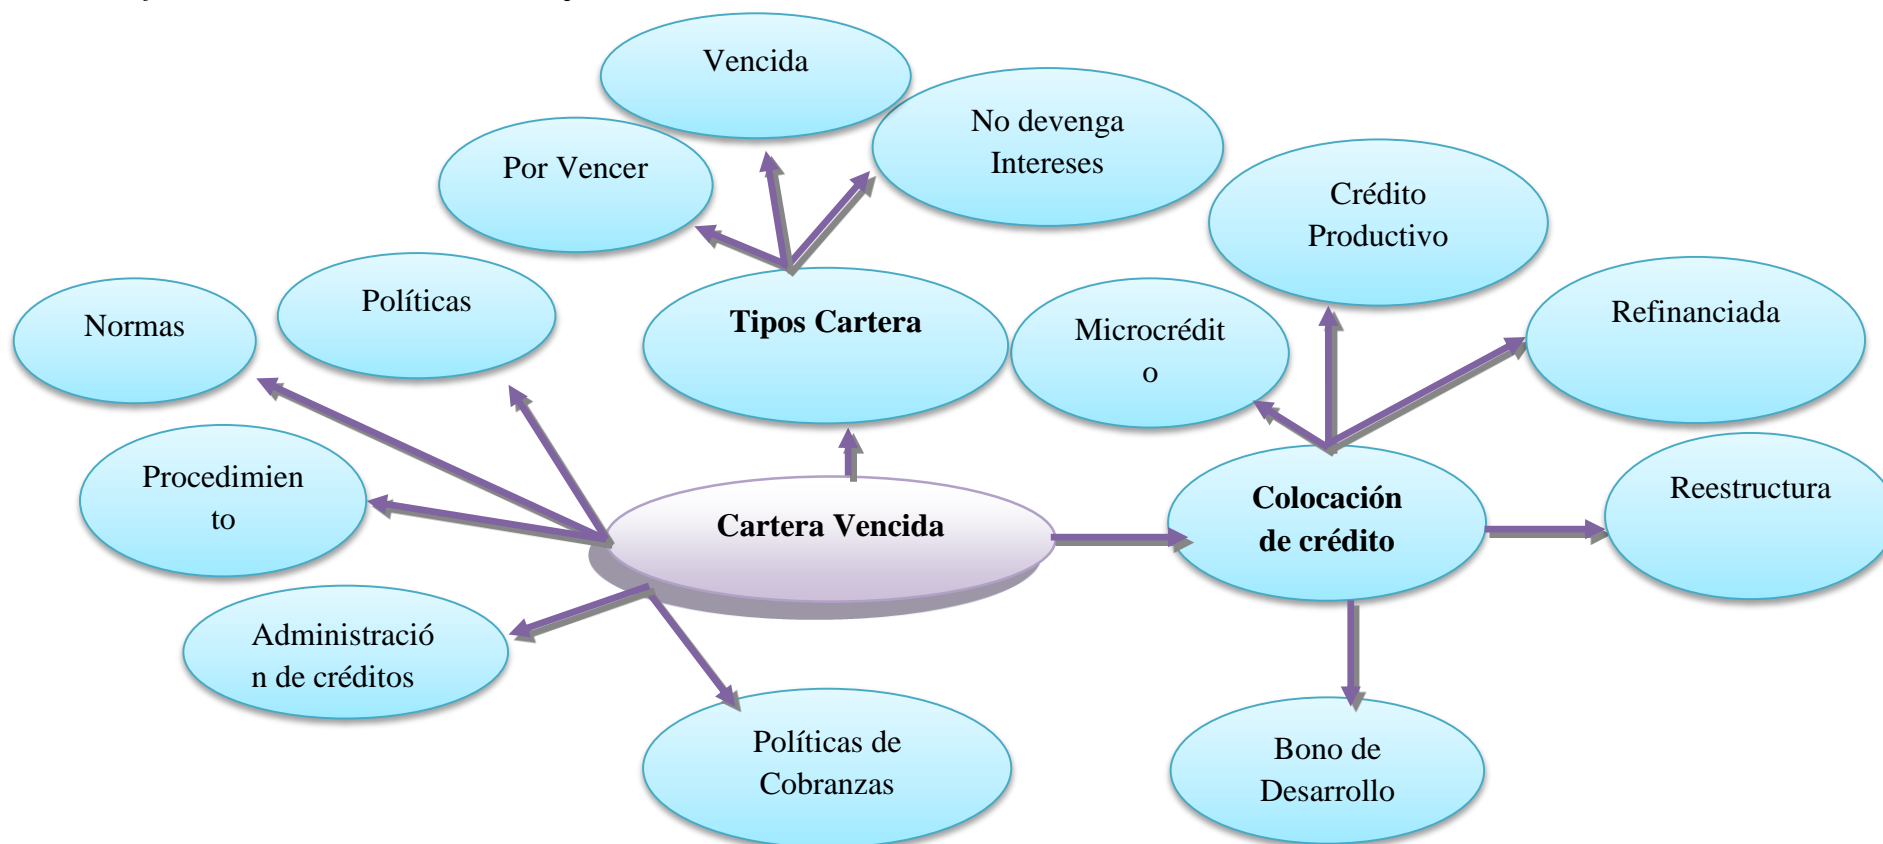 Vencida
No devenga
Intereses
Por Vencer
Crédito
Productivo
Políticas
Normas
Tipos Cartera
Microcrédit
o
Refinanciada
Procedimien
to
Cartera Vencida
Colocación
de crédito
Reestructura
Administració
n de créditos
Políticas de
Cobranzas
Bono de
Desarrollo